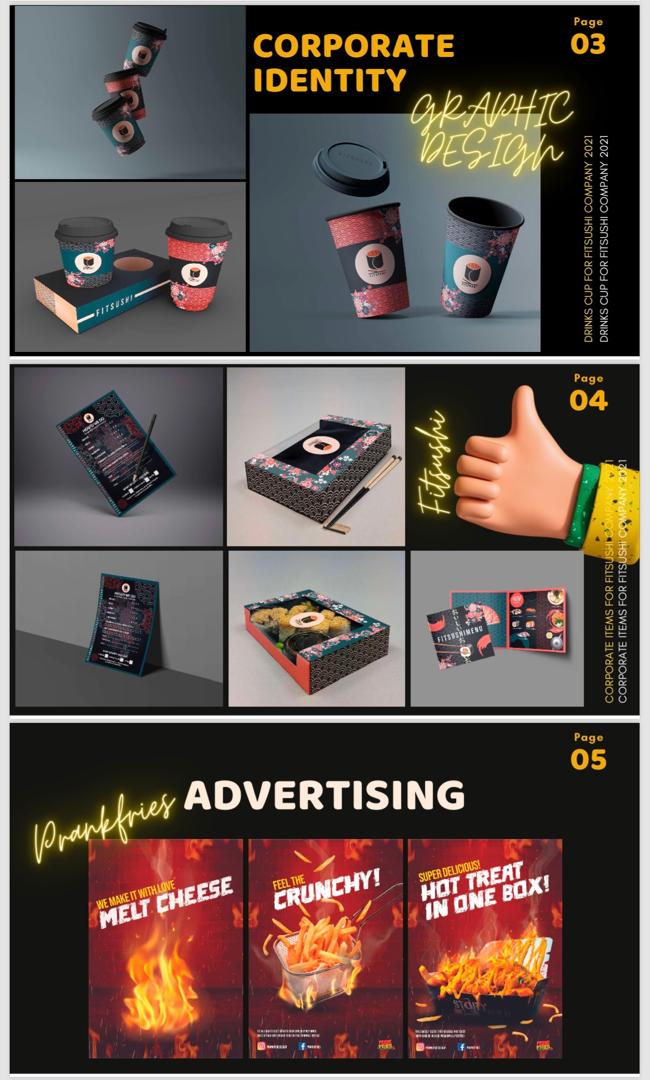 Page
03
CORPORATE
IDENTITY
GRAPHIC
DESIGN
FITSUSHI
DRINKS CUP FOR FITSUSHI COMPANY 2021
DRINKS CUP FOR FITSUSHI COMPANY 2021
Page
04
Fitsushi
FITSUSHIMENU
CORPORATE ITEMS FOR FITSUSHI COMPANY 2021
CORPORATE ITEMS FOR FITSUSHI COMPANY 2021
Page
05
Prankfries
ADVERTISING
WE MAKE IT WITH LOVE
MELT CHEESE
FEEL THE
CRUNCHY!
SUPER DELICIOUS!
HOT TREAT
IN ONE BOX!